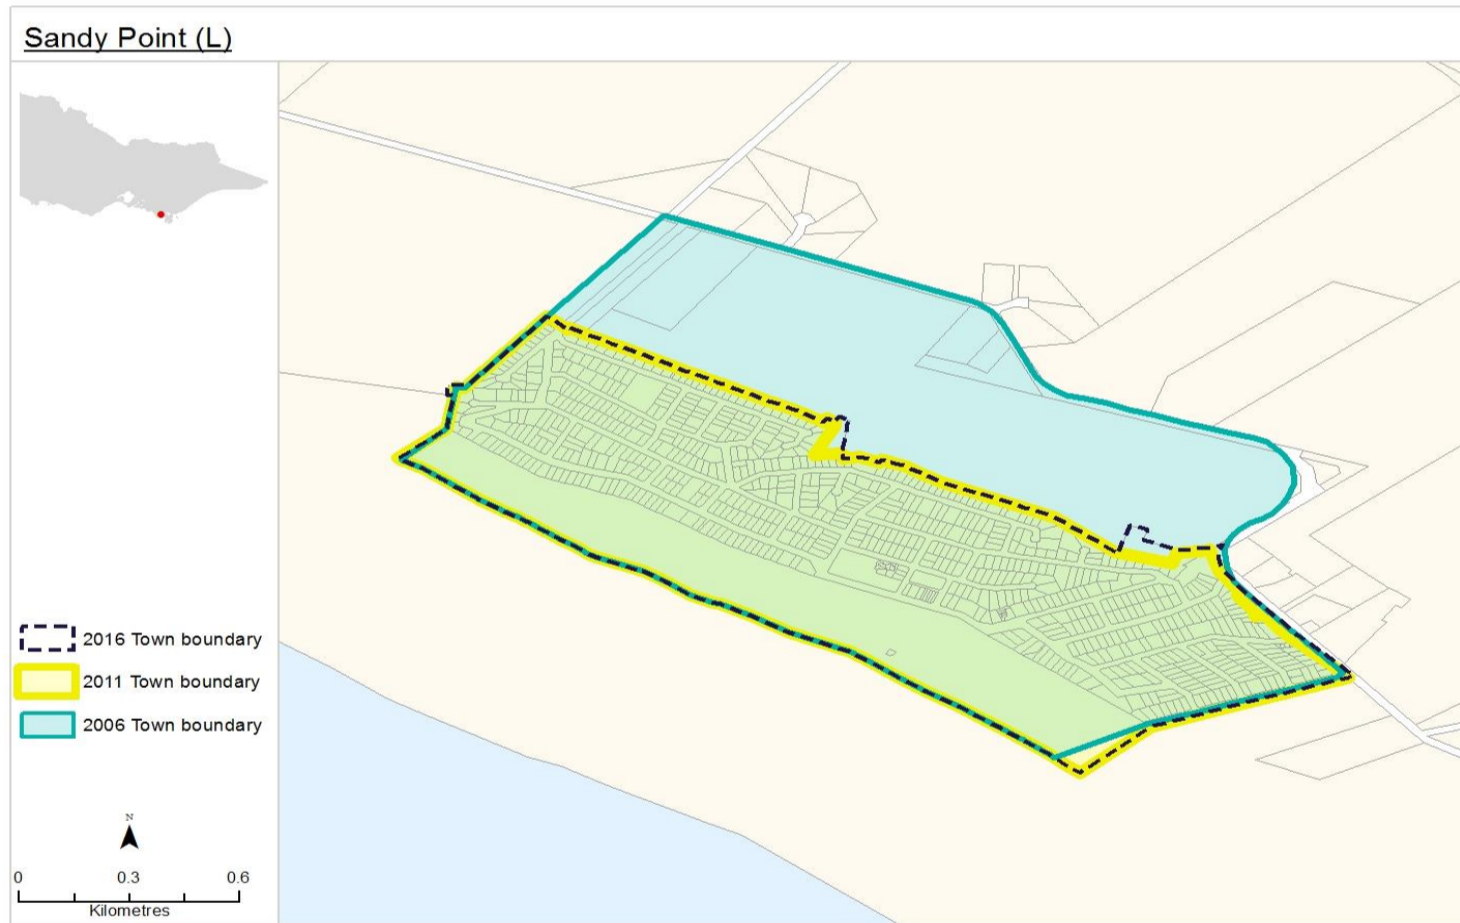 Sandy Point (L)
2016 Town boundary
2011 Town boundary
2006 Town boundary
N
0 0.3 0.6
Kilometres